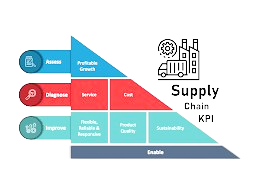 Assess
Profitable
Growth
Diagnose
Service
Cost
Improve
Flexible,
Reliable &
Responsive
Product
Quality
Sustainability
Enable
Supply
Chain
KPI